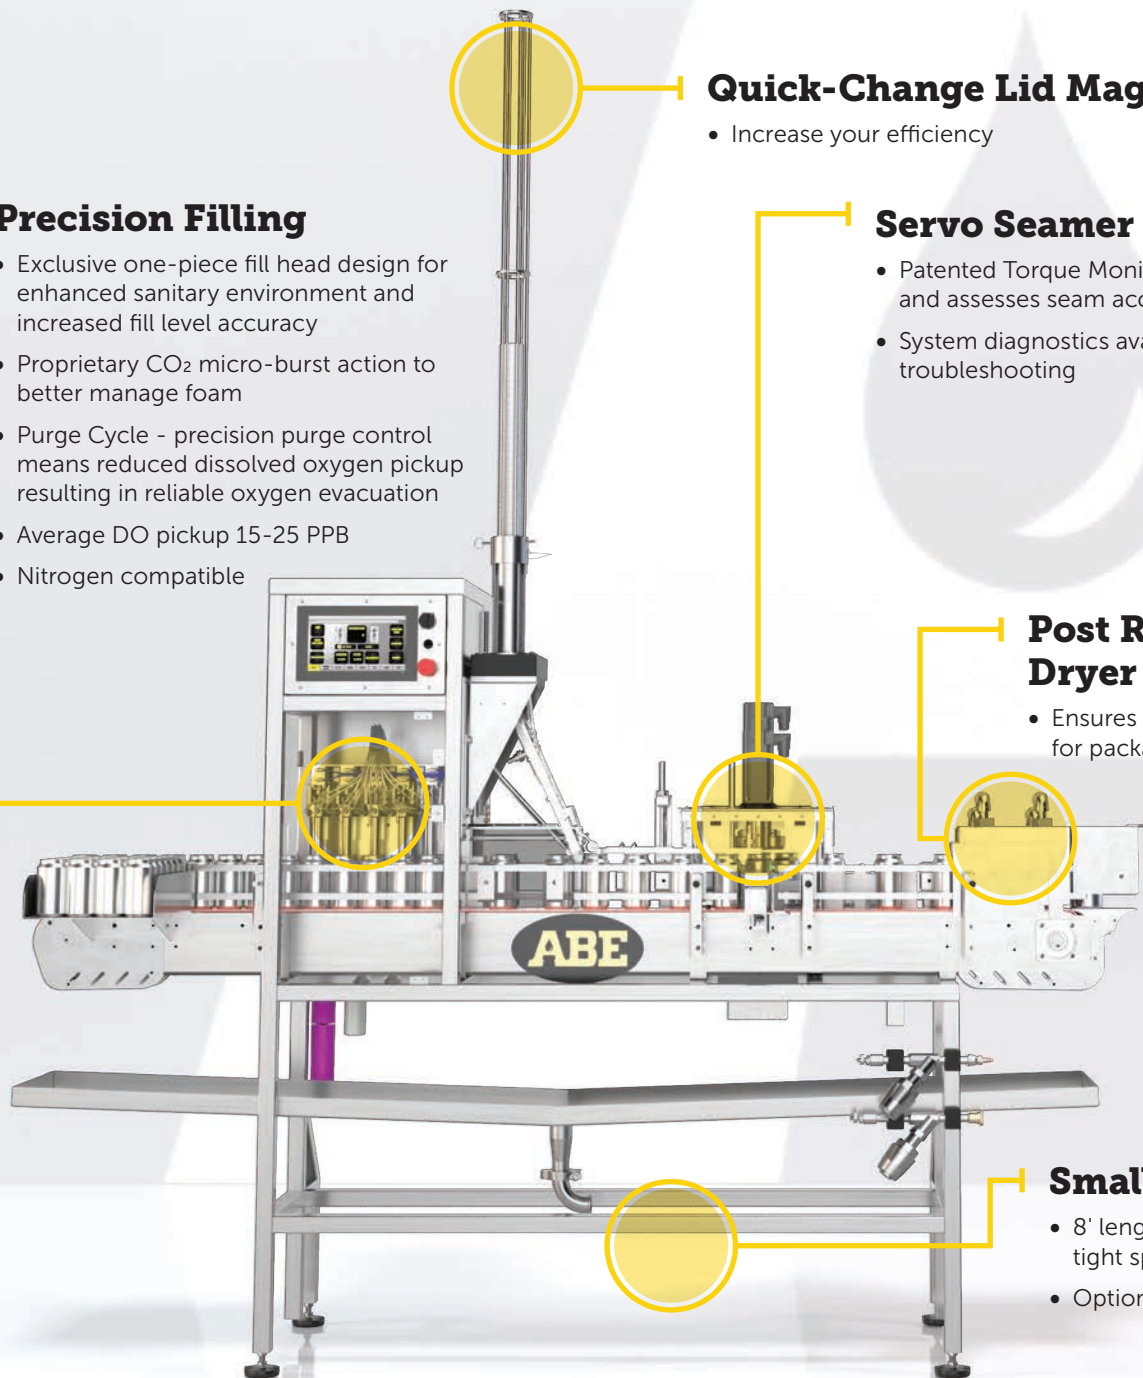 Quick-Change Lid Mag
• Increase your efficiency
Precision Filling
• Exclusive one-piece fill head design for
enhanced sanitary environment and
increased fill level accuracy
• Proprietary CO₂ micro-burst action to
better manage foam
• Purge Cycle - precision purge control
means reduced dissolved oxygen pickup
resulting in reliable oxygen evacuation
• Average DO pickup 15-25 PPB
• Nitrogen compatible
Servo Seamer
• Patented Torque Moni
and assesses seam acc
• System diagnostics ava
troubleshooting
Post R
Dryer
• Ensures
for packa
ABE
Small
• 8' leng
tight sp
• Option